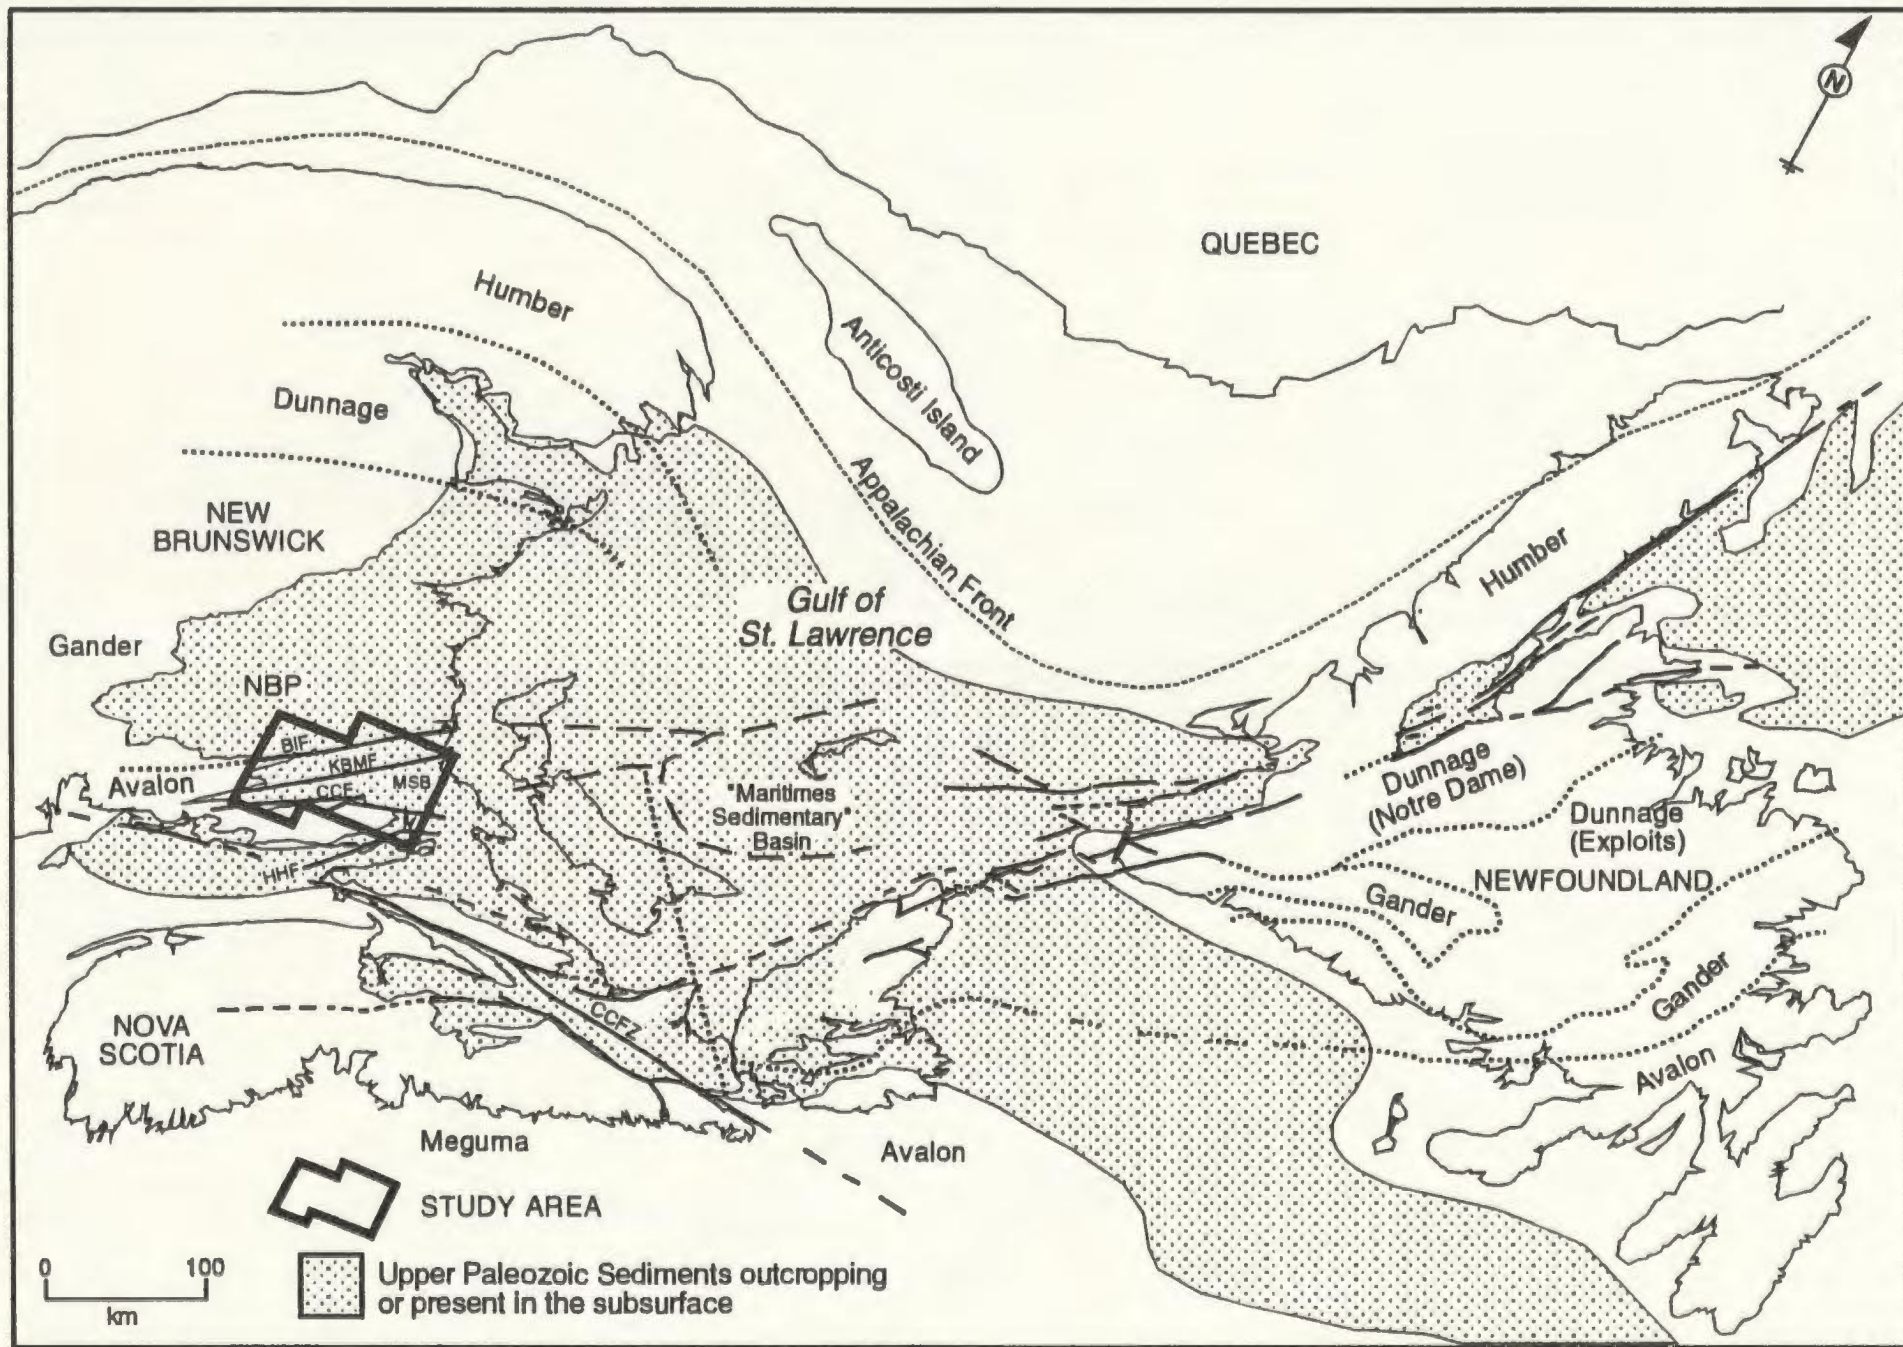 N
QUEBEC
Humber
Anticosti Island
Dunnage
Appalachian Front
NEW
BRUNSWICK
Humber
Gulf of
St. Lawrence
Gander
NBP
BIF
KBMF
MSB
CCF
Avalon
"Maritimes
Sedimentary"
Basin
Dunnage
(Notre Dame)
Dunnage
(Exploits)
HHF
NEWFOUNDLAND
Gander
Gander
CCFZ
NOVA
SCOTIA
Avalon
Meguma
Avalon
STUDY AREA
0 100
km
Upper Paleozoic Sediments outcropping
or present in the subsurface